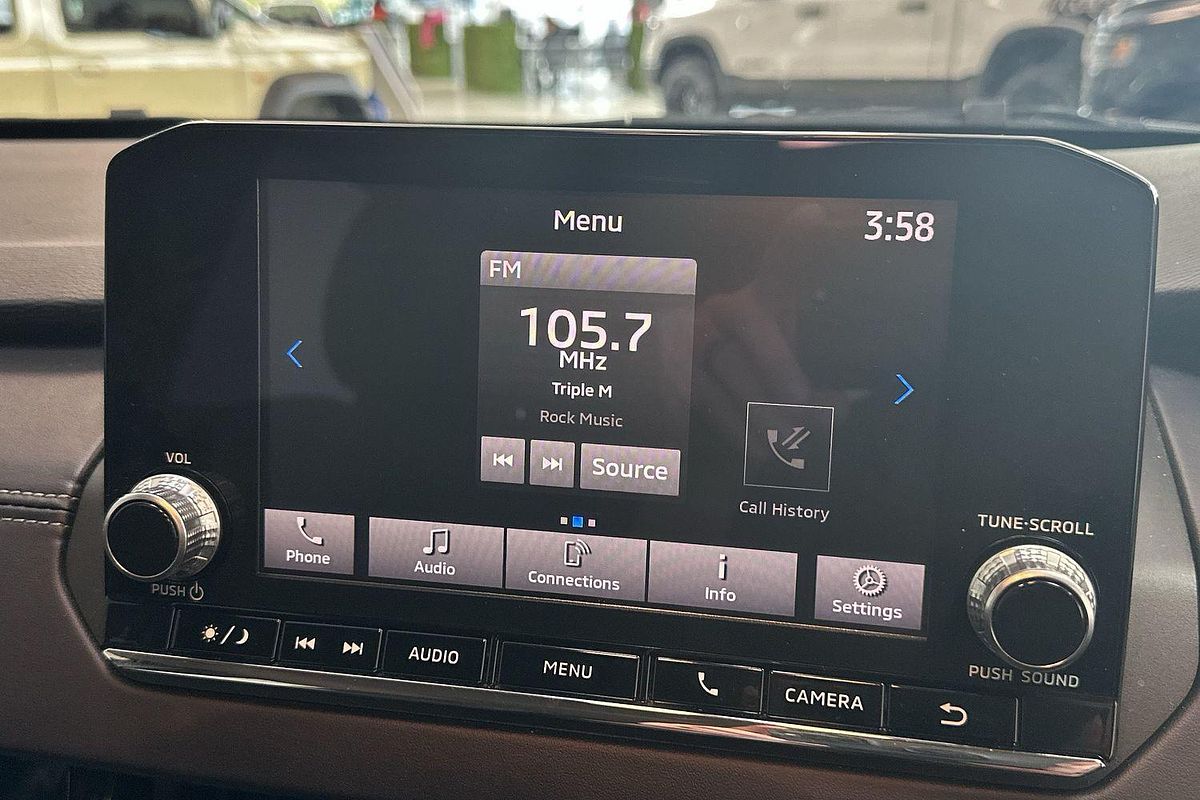 Menu
3:58
FM
105.7
MHz
Triple M
Rock Music
Source
Call History
Phone
Audio
Connections
Info
Settings
VOL
PUSH
TUNE·SCROLL
PUSH SOUND
AUDIO
MENU
CAMERA